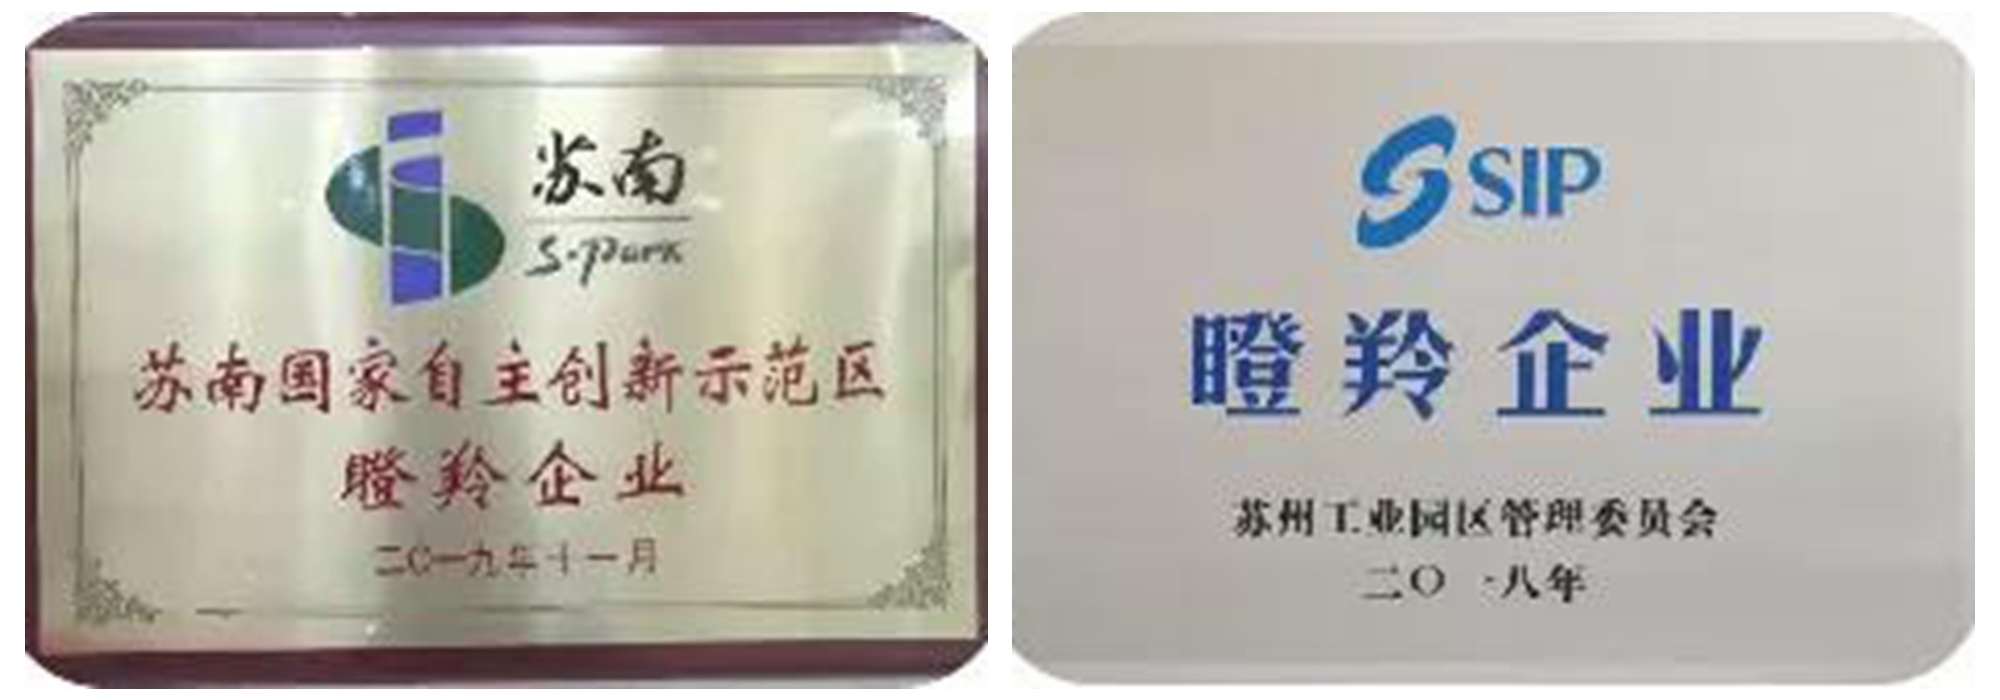 苏南
S-Park
苏南国家自主创新示范区
瞪羚企业
二〇一九年十一月
SIP
瞪羚企业
苏州工业园区管理委员会
二〇一八年